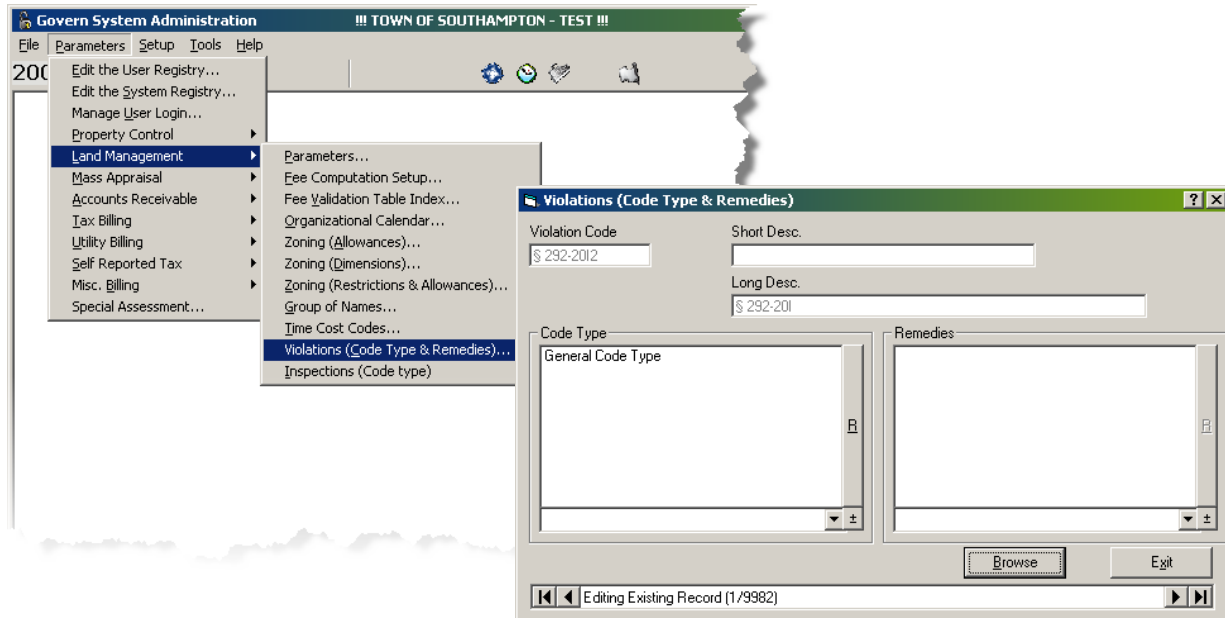 Govern System Administration !!! TOWN OF SOUTHAMPTON - TEST !!!
File Parameters Setup Tools Help
200
Edit the User Registry...
Edit the System Registry...
Manage User Login...
Property Control
Land Management
Mass Appraisal
Accounts Receivable
Tax Billing
Utility Billing
Self Reported Tax
Misc. Billing
Special Assessment...
Parameters...
Fee Computation Setup...
Fee Validation Table Index...
Organizational Calendar...
Zoning (Allowances)...
Zoning (Dimensions)...
Zoning (Restrictions & Allowances)...
Group of Names...
Time Cost Codes...
Violations (Code Type & Remedies)...
Inspections (Code type)
Violations (Code Type & Remedies)
Violation Code Short Desc.
§ 292-20I2
Long Desc.
§ 292-20I
Code Type Remedies
General Code Type
R R
± ±
Browse Exit
Editing Existing Record (1/9982)